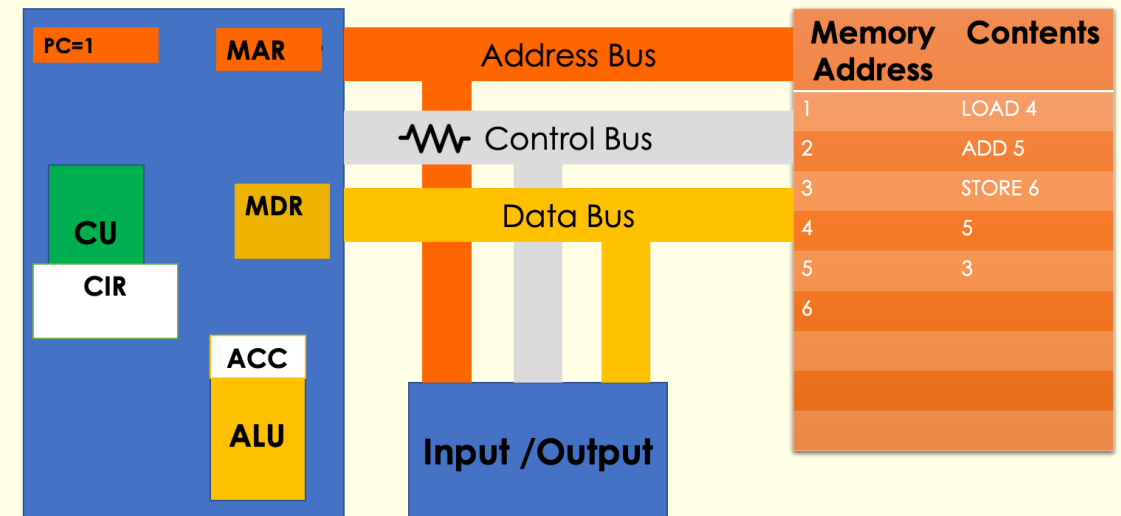 PC=1
MAR
Address Bus
Control Bus
MDR
Data Bus
CU
CIR
ACC
ALU
Input /Output
Memory Contents
Address
1 LOAD 4
2 ADD 5
3 STORE 6
4 5
5 3
6